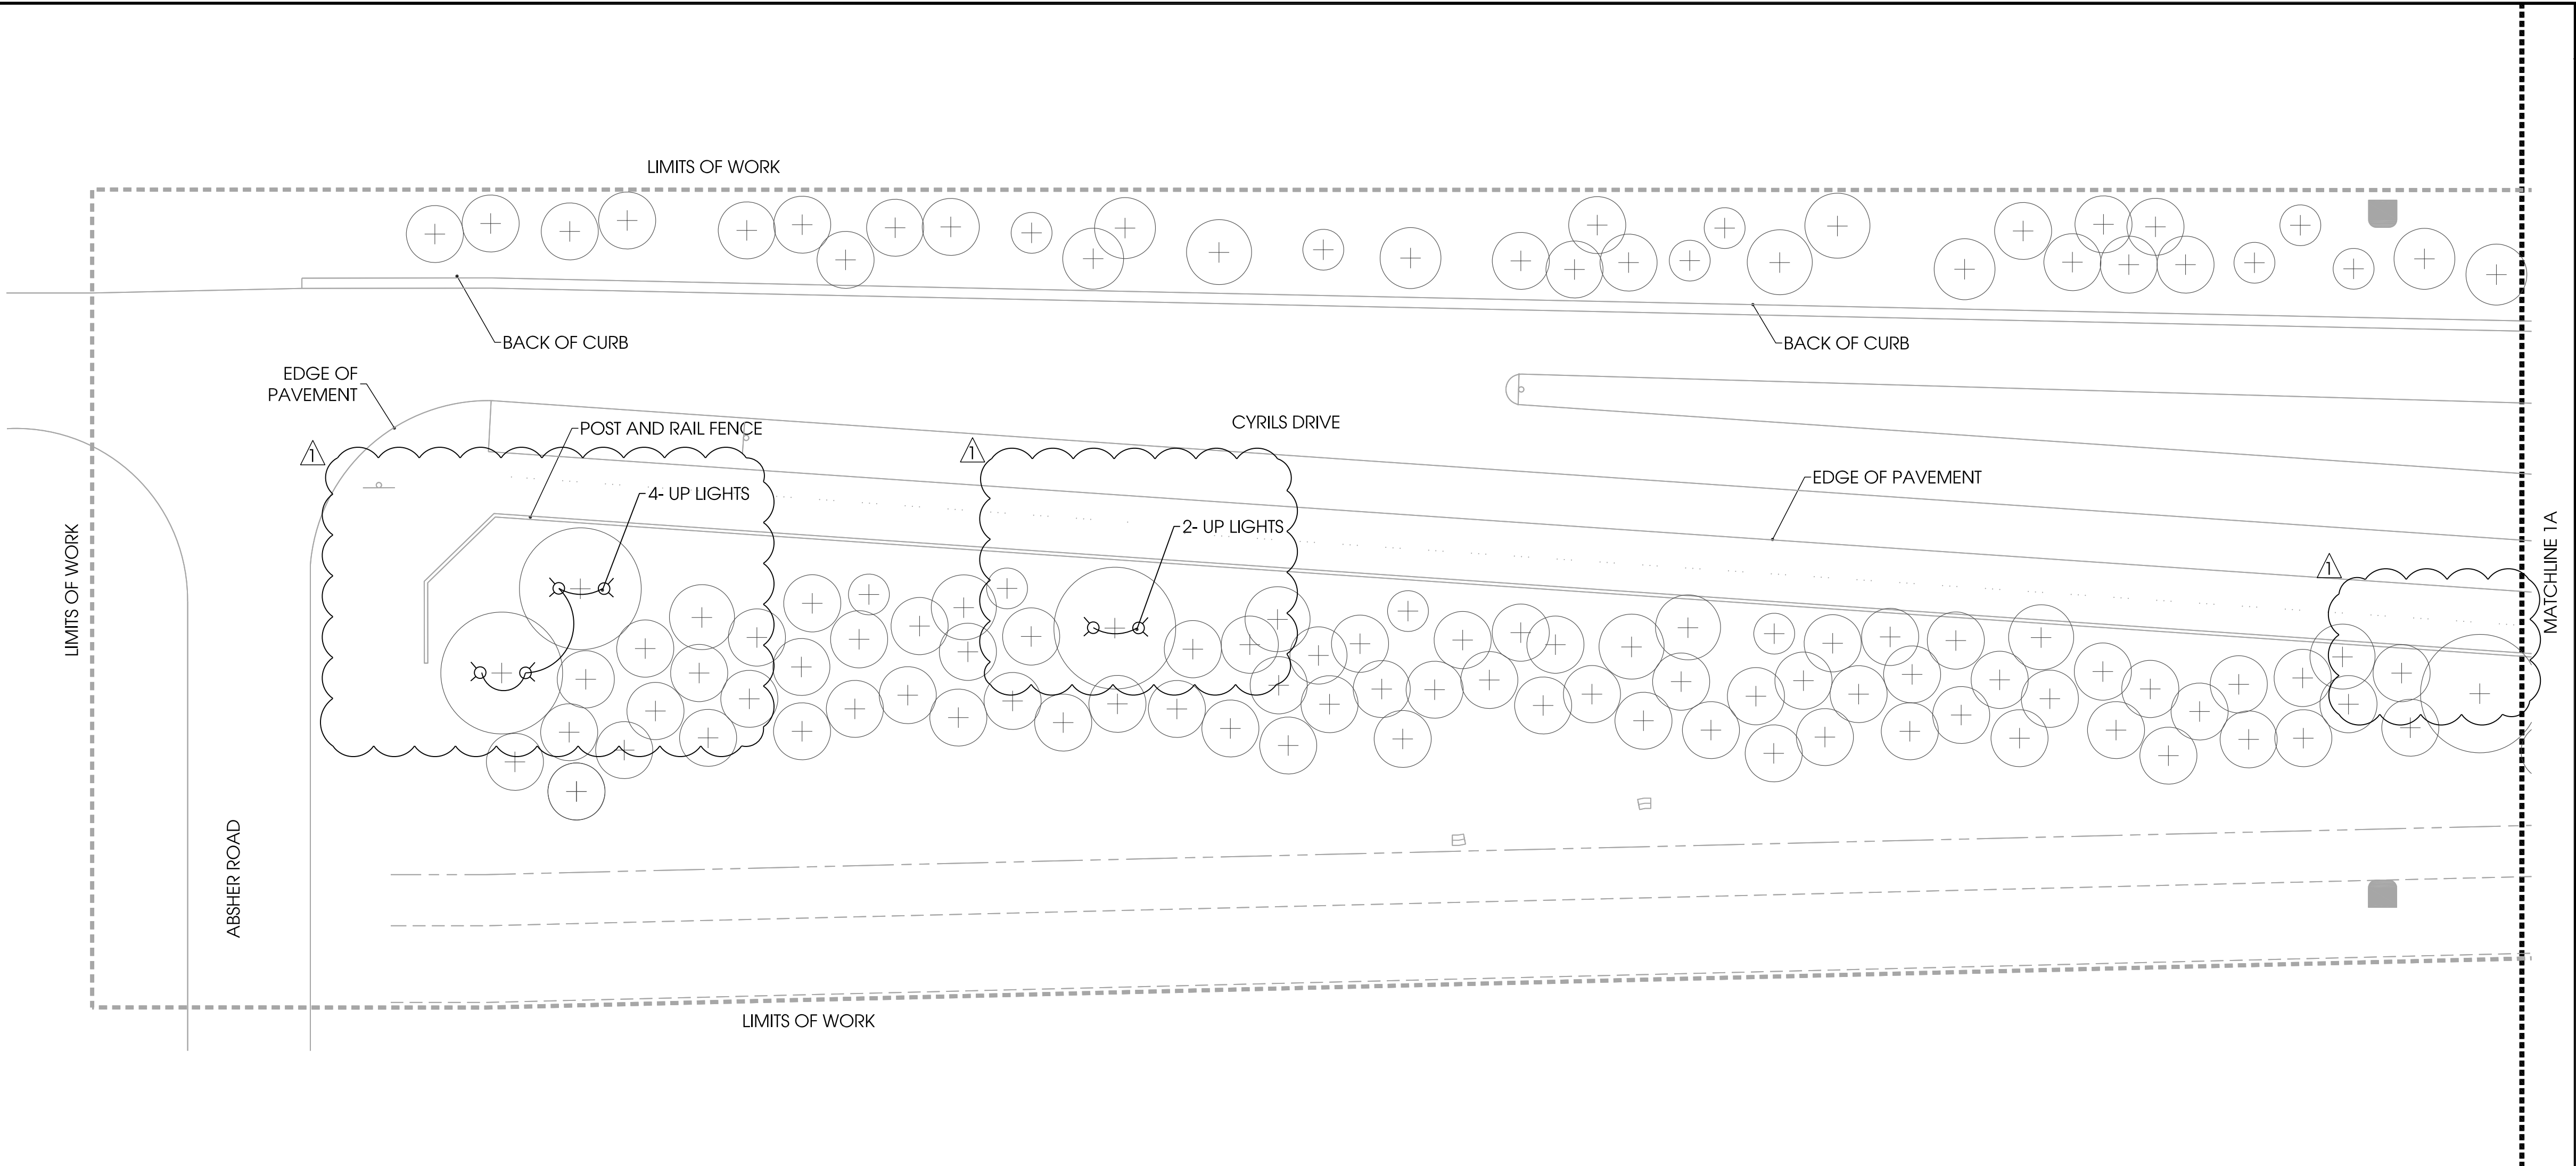 LIMITS OF WORK
BACK OF CURB
BACK OF CURB
EDGE OF
PAVEMENT
POST AND RAIL FENCE
CYRILS DRIVE
1
1
4- UP LIGHTS
EDGE OF PAVEMENT
2- UP LIGHTS
1
LIMITS OF WORK
MATCHLINE 1A
ABSHER ROAD
LIMITS OF WORK